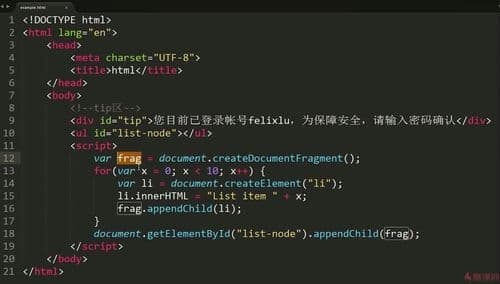 example.html
1 <!DOCTYPE html>
2 <html lang="en">
3 <head>
4 <meta charset="UTF-8">
5 <title>html</title>
6 </head>
7 <body>
8 <!--tip区-->
9 <div id="tip">您目前已登录帐号felixlu，为保障安全，请输入密码确认</div>
10 <ul id="list-node"></ul>
11 <script>
12 var frag = document.createDocumentFragment();
13 for(var x = 0; x < 10; x++) {
14 var li = document.createElement("li");
15 li.innerHTML = "List item " + x;
16 frag.appendChild(li);
17 }
18 document.getElementById("list-node").appendChild(frag);
19 </script>
20 </body>
21 </html>
慕课网